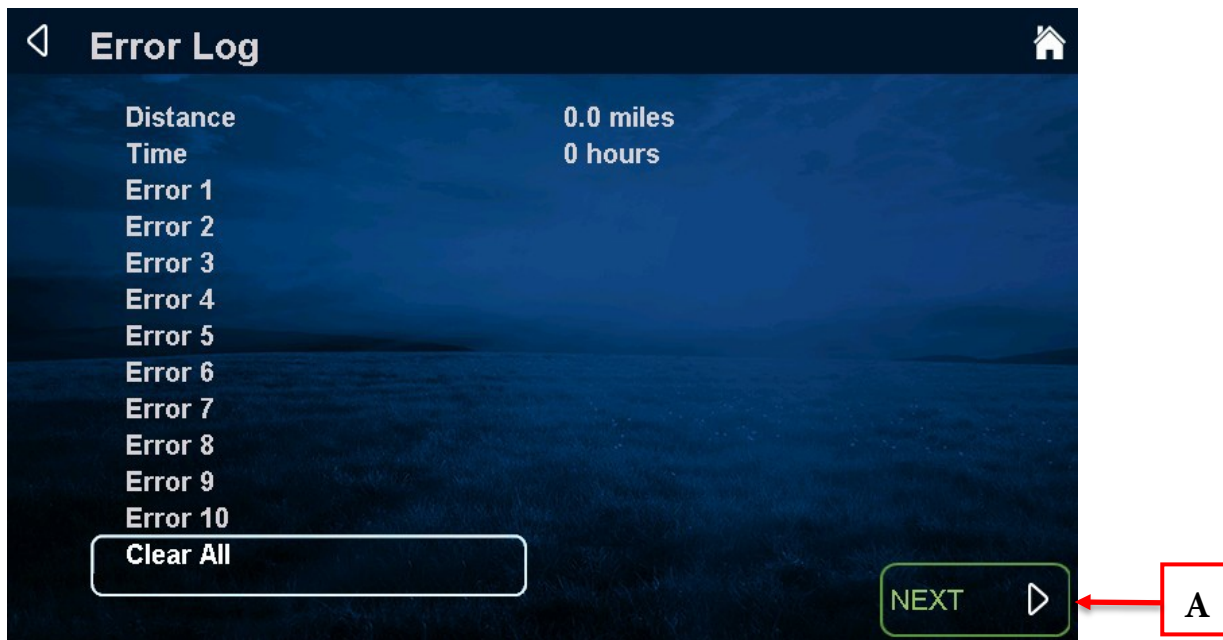 Error Log
Distance 0.0 miles
Time 0 hours
Error 1
Error 2
Error 3
Error 4
Error 5
Error 6
Error 7
Error 8
Error 9
Error 10
Clear All
NEXT
A